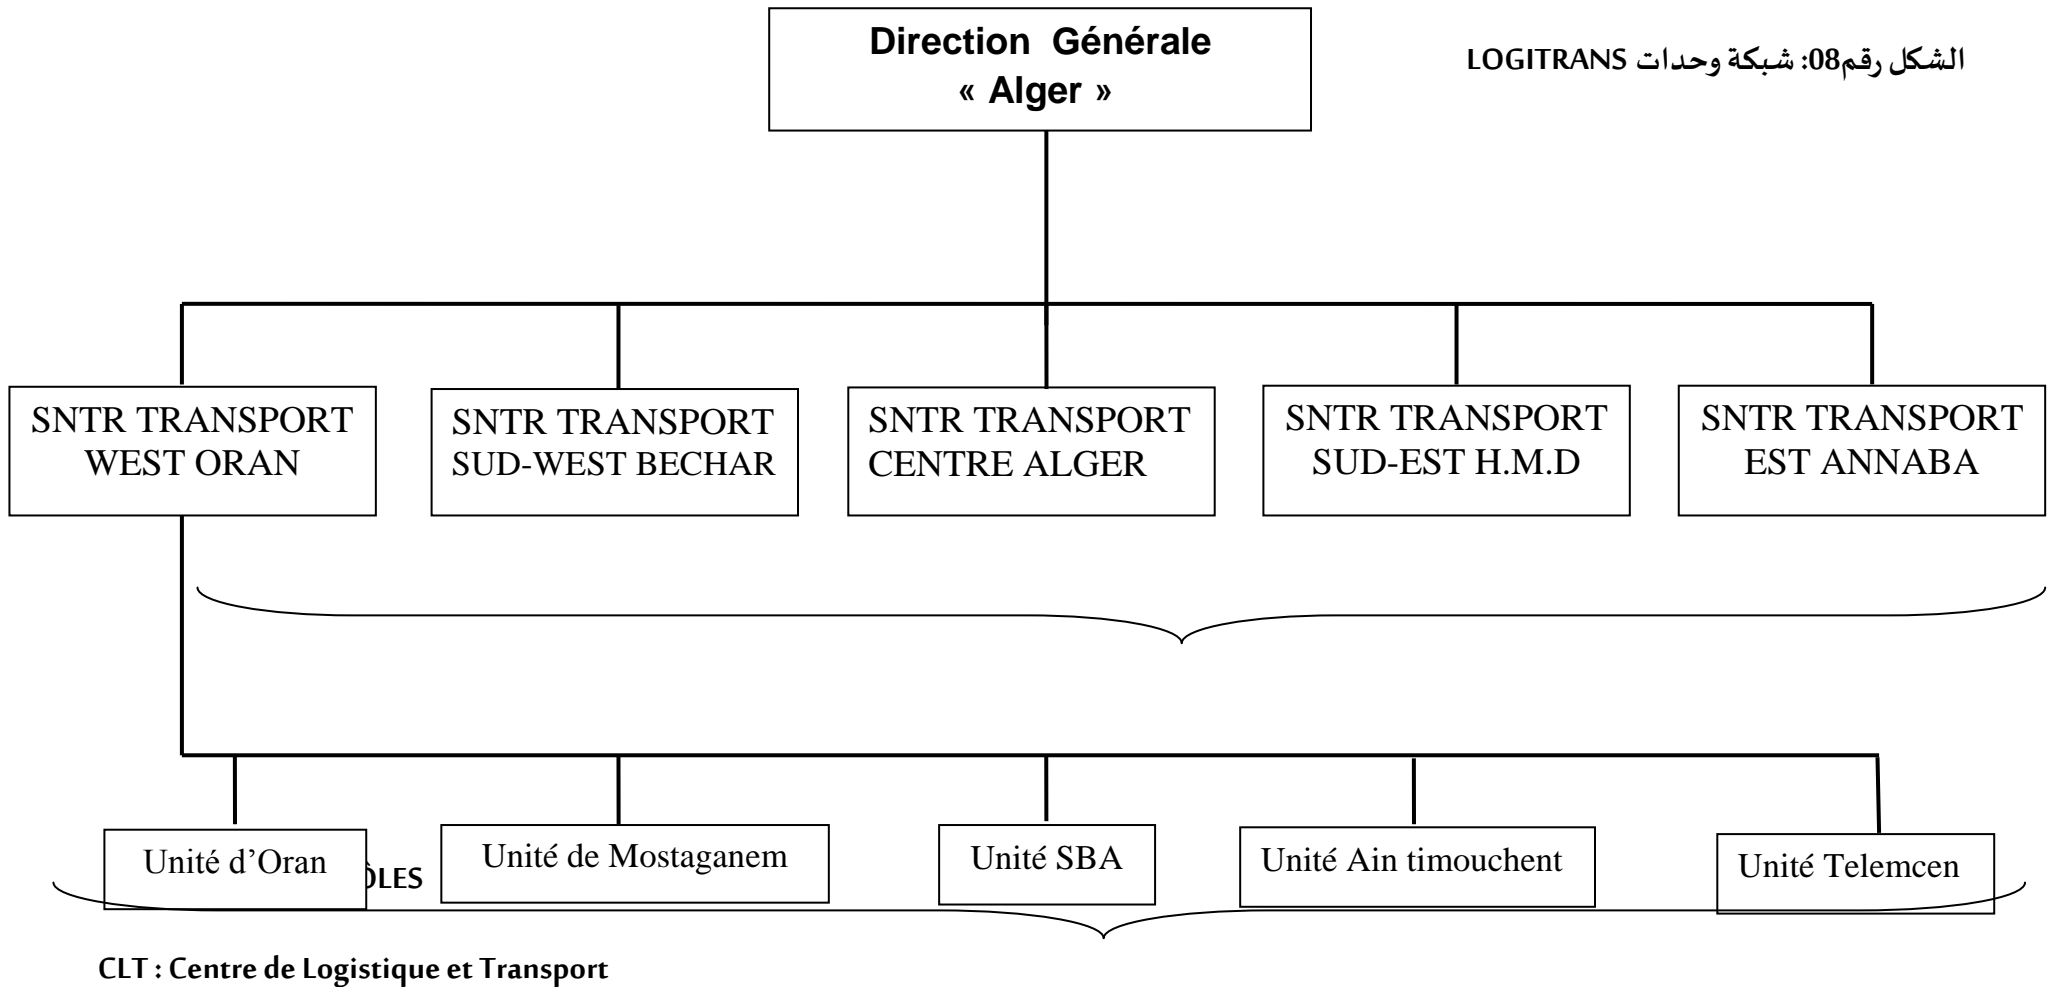 Direction Générale
« Alger »
الشكل رقم08: شبكة وحدات LOGITRANS
SNTR TRANSPORT
WEST ORAN
SNTR TRANSPORT
SUD-WEST BECHAR
SNTR TRANSPORT
CENTRE ALGER
SNTR TRANSPORT
SUD-EST H.M.D
SNTR TRANSPORT
EST ANNABA
Unité d’Oran
Unité de Mostaganem
Unité SBA
Unité Ain timouchent
Unité Telemcen
CLT : Centre de Logistique et Transport